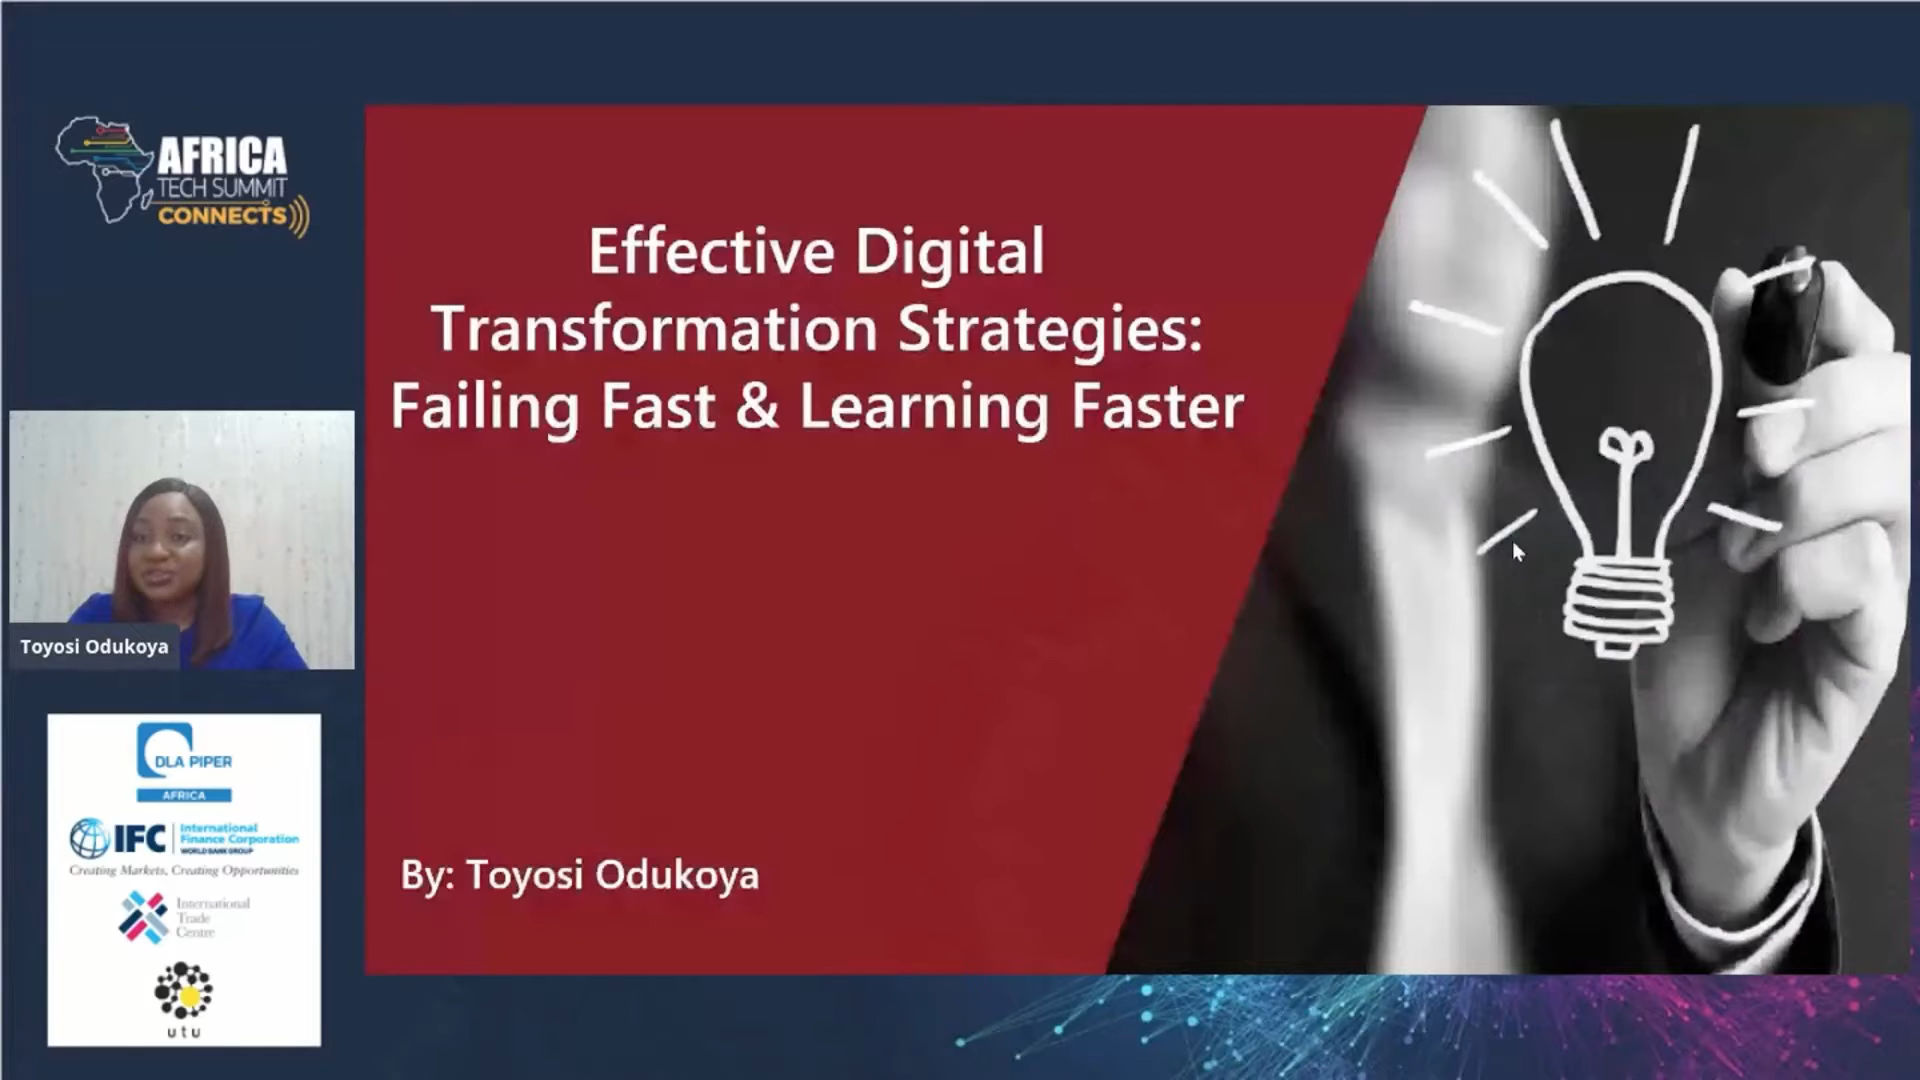 AFRICA
TECH SUMMIT
CONNECTS
Effective Digital
Transformation Strategies:
Failing Fast & Learning Faster
By: Toyosi Odukoya
Toyosi Odukoya
DLA PIPER
AFRICA
IFC
International
Finance Corporation
WORLD BANK GROUP
Creating Markets, Creating Opportunities
International
Trade
Centre
utu